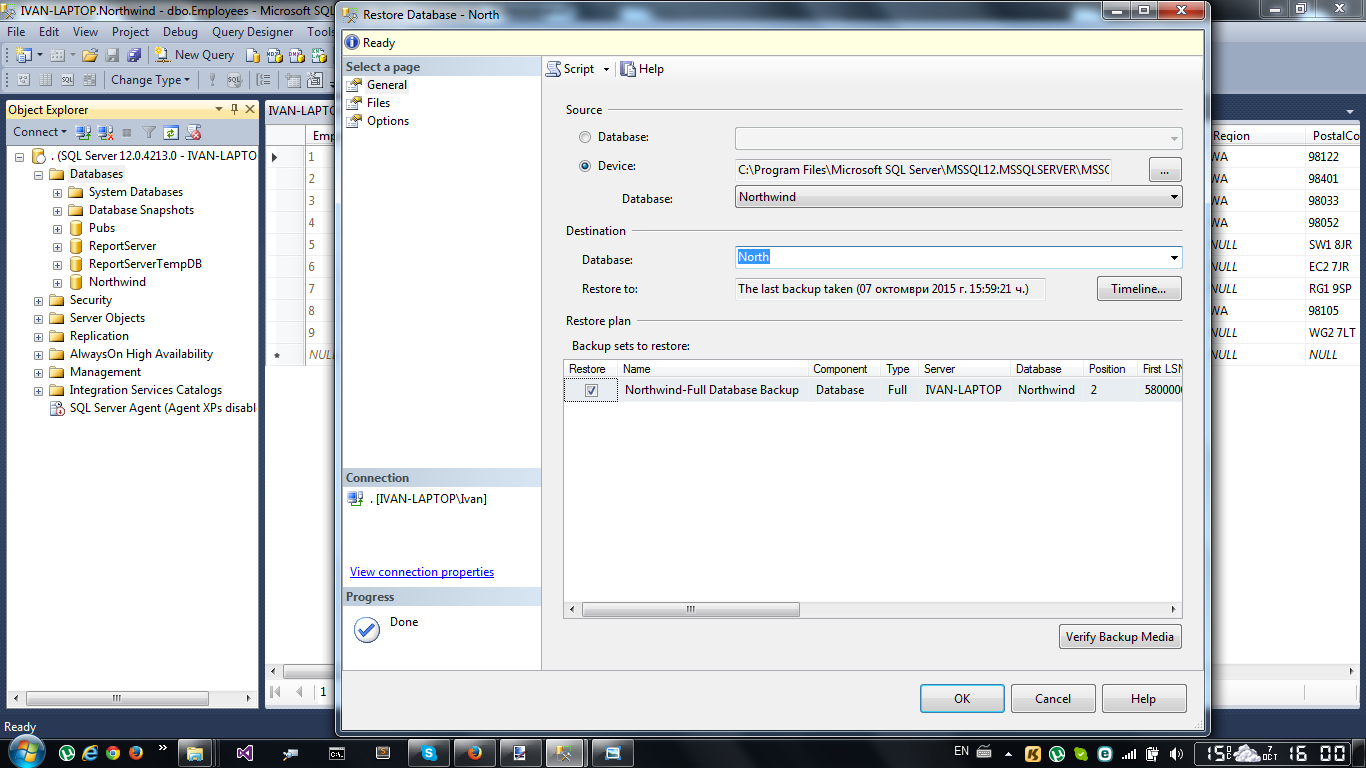 IVAN-LAPTOP.Northwind - dbo.Employees - Microsoft SQL
File Edit View Project Debug Query Designer Tools
New Query
Change Type
Object Explorer
Connect
. (SQL Server 12.0.4213.0 - IVAN-LAPTO
Databases
System Databases
Database Snapshots
Pubs
ReportServer
ReportServerTempDB
Northwind
Security
Server Objects
Replication
AlwaysOn High Availability
Management
Integration Services Catalogs
SQL Server Agent (Agent XPs disabl
IVAN-LAPTO
Emp
1
2
3
4
5
6
7
8
9
NULL
1
Restore Database - North
Ready
Select a page
General
Files
Options
Connection
. [IVAN-LAPTOP\Ivan]
View connection properties
Progress
Done
Script Help
Source
Database:
Device: C:\Program Files\Microsoft SQL Server\MSSQL12.MSSQLSERVER\MSSQ ...
Database: Northwind
Destination
Database: North
Restore to: The last backup taken (07 октомври 2015 г. 15:59:21 ч.) Timeline...
Restore plan
Backup sets to restore:
Restore Name Component Type Server Database Position First LSN
Northwind-Full Database Backup Database Full IVAN-LAPTOP Northwind 2 5800000
Verify Backup Media
OK Cancel Help
Region PostalCo
WA 98122
WA 98401
WA 98033
WA 98052
NULL SW1 8JR
NULL EC2 7JR
NULL RG1 9SP
WA 98105
NULL WG2 7LT
NULL NULL
Ready
EN 7 OCT 16 00